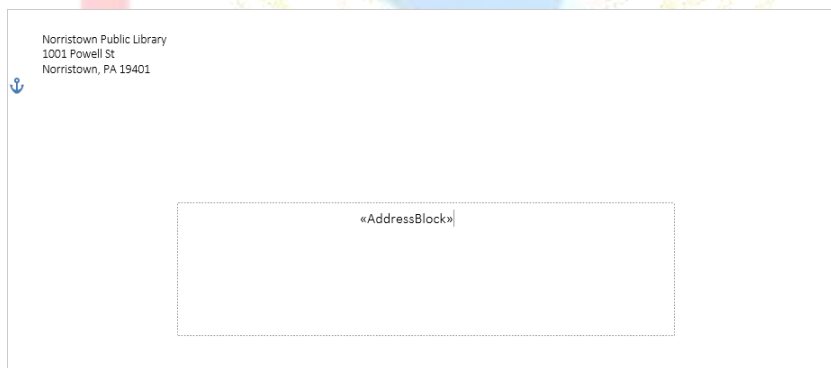 Norristown Public Library
1001 Powell St
Norristown, PA 19401
«AddressBlock»